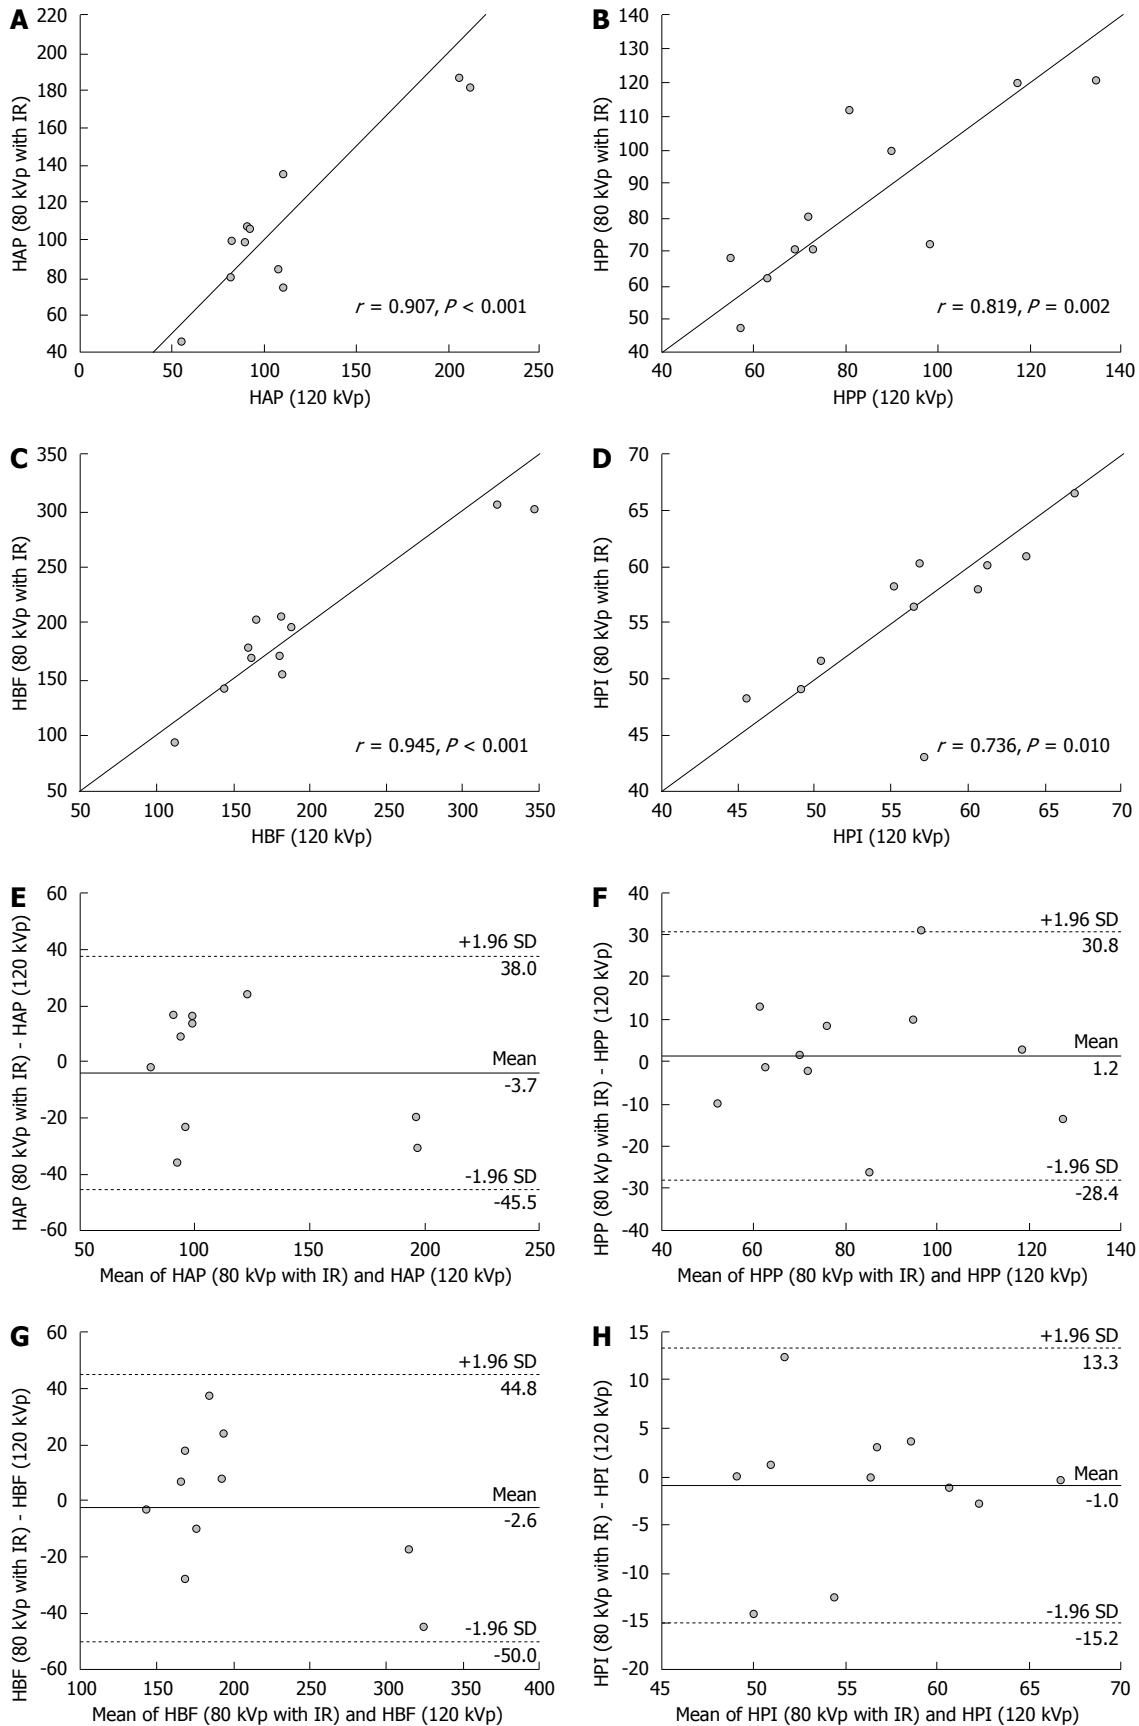 A
HAP (80 kVp with IR)
220
200
180
160
140
120
100
80
60
40
r = 0.907, P < 0.001
0 50 100 150 200 250
HAP (120 kVp)
B
HPP (80 kVp with IR)
140
130
120
110
100
90
80
70
60
50
40
r = 0.819, P = 0.002
40 60 80 100 120 140
HPP (120 kVp)
C
HBF (80 kVp with IR)
350
300
250
200
150
100
50
r = 0.945, P < 0.001
50 100 150 200 250 300 350
HBF (120 kVp)
D
HPI (80 kVp with IR)
70
65
60
55
50
45
40
r = 0.736, P = 0.010
40 45 50 55 60 65 70
HPI (120 kVp)
E
HAP (80 kVp with IR) - HAP (120 kVp)
60
40
20
0
-20
-40
-60
+1.96 SD
38.0
Mean
-3.7
-1.96 SD
-45.5
50 100 150 200 250
Mean of HAP (80 kVp with IR) and HAP (120 kVp)
F
HPP (80 kVp with IR) - HPP (120 kVp)
40
30
20
10
0
-10
-20
-30
-40
+1.96 SD
30.8
Mean
1.2
-1.96 SD
-28.4
40 60 80 100 120 140
Mean of HPP (80 kVp with IR) and HPP (120 kVp)
G
HBF (80 kVp with IR) - HBF (120 kVp)
60
40
20
0
-20
-40
-60
+1.96 SD
44.8
Mean
-2.6
-1.96 SD
-50.0
100 150 200 250 300 350 400
Mean of HBF (80 kVp with IR) and HBF (120 kVp)
H
HPI (80 kVp with IR) - HPI (120 kVp)
15
10
5
0
-5
-10
-15
-20
+1.96 SD
13.3
Mean
-1.0
-1.96 SD
-15.2
45 50 55 60 65 70
Mean of HPI (80 kVp with IR) and HPI (120 kVp)